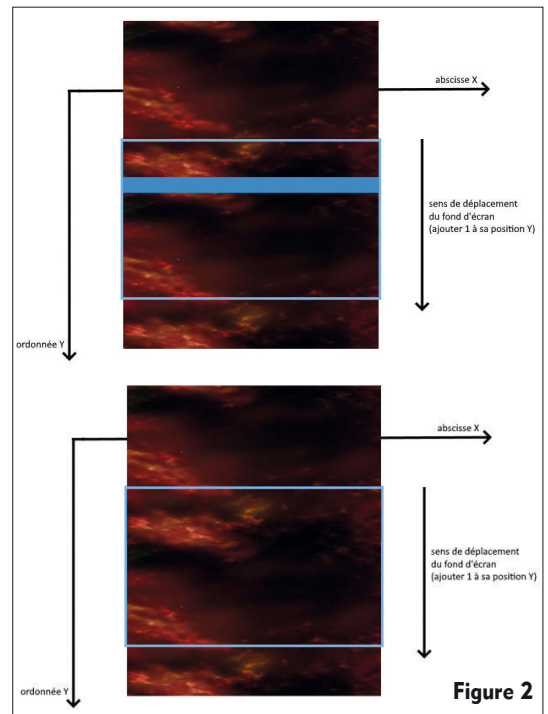 abscisse X
sens de déplacement
du fond d'écran
(ajouter 1 à sa position Y)
ordonnée Y
abscisse X
sens de déplacement
du fond d'écran
(ajouter 1 à sa position Y)
ordonnée Y
Figure 2